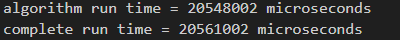 algorithm run time = 20548002 microseconds
complete run time = 20561002 microseconds